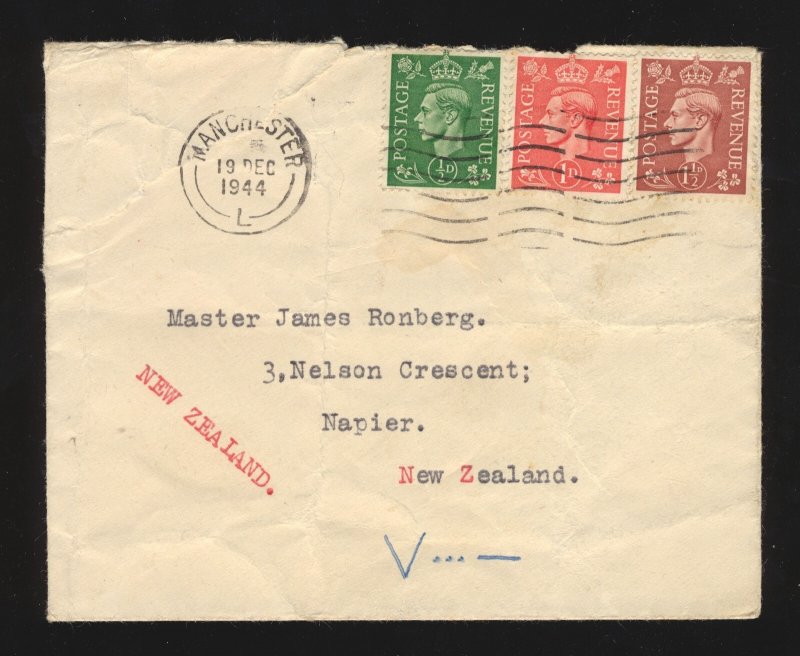 MANCHESTER
19 DEC
1944
L
POSTAGE REVENUE
½D
POSTAGE REVENUE
1D
POSTAGE REVENUE
1½D
Master James Ronberg.
3,Nelson Crescent;
Napier.
New Zealand.
NEW ZEALAND.
V...—